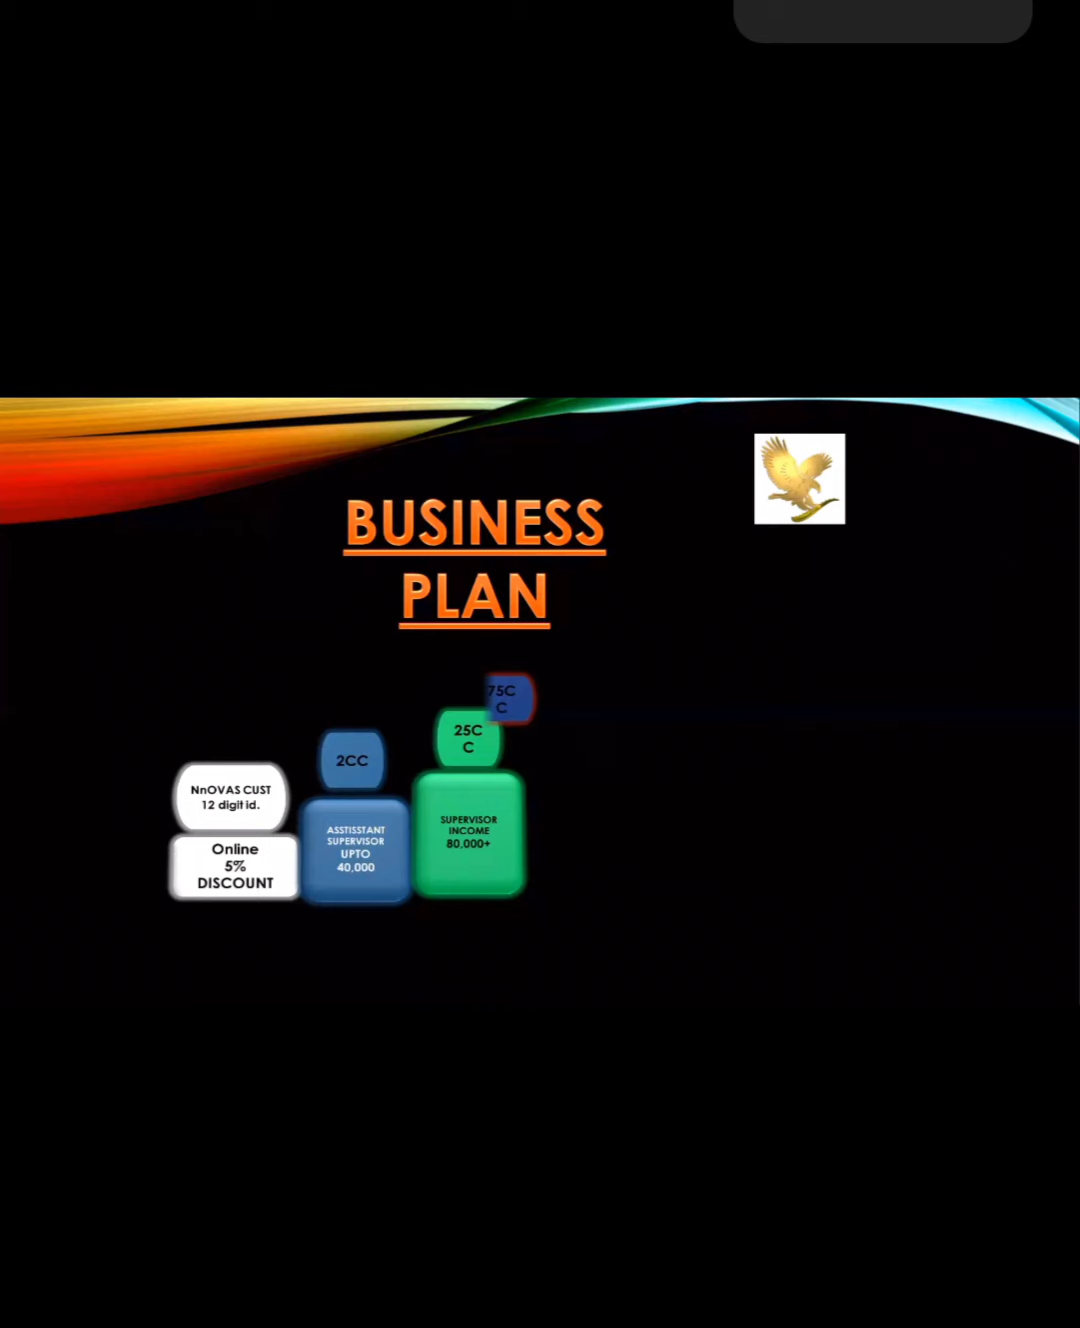 BUSINESS
PLAN
75C
C
25C
C
2CC
NnOVAS CUST
12 digit id.
Online
5%
DISCOUNT
ASSTISSTANT
SUPERVISOR
UPTO
40,000
SUPERVISOR
INCOME
80,000+